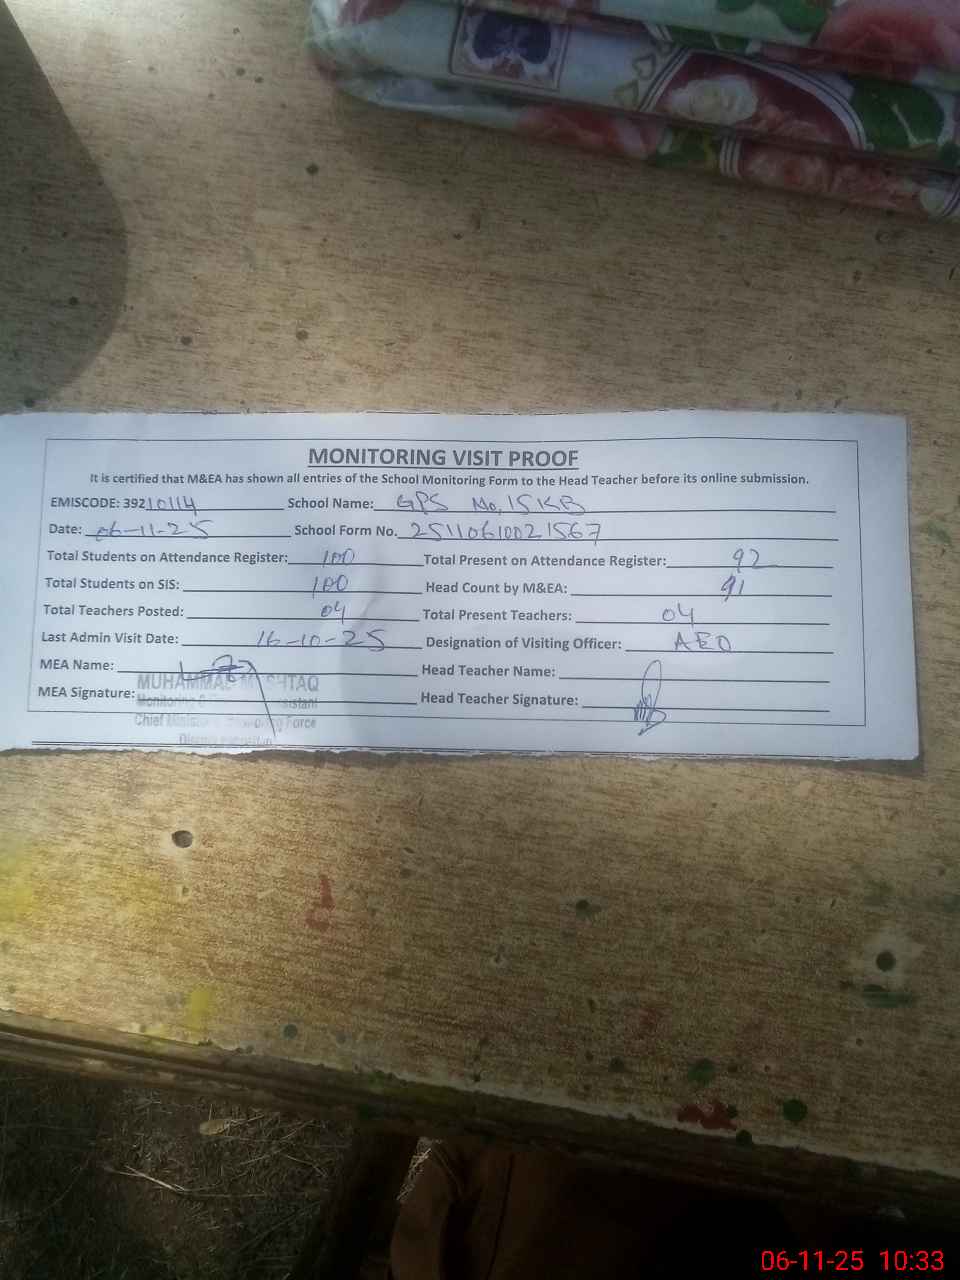 MONITORING VISIT PROOF
It is certified that M&EA has shown all entries of the School Monitoring Form to the Head Teacher before its online submission.
EMISCODE: 39210114 School Name: GPS No, 15KB
Date: 06-11-25 School Form No. 25110610021567
Total Students on Attendance Register: 100 Total Present on Attendance Register: 92
Total Students on SIS: 100 Head Count by M&EA: 91
Total Teachers Posted: 04 Total Present Teachers: 04
Last Admin Visit Date: 16-10-25 Designation of Visiting Officer: AEO
MEA Name: Head Teacher Name:
MUHAMMAD
MEA Signature: Head Teacher Signature:
Monitoring
Chief Force
06-11-25 10:33